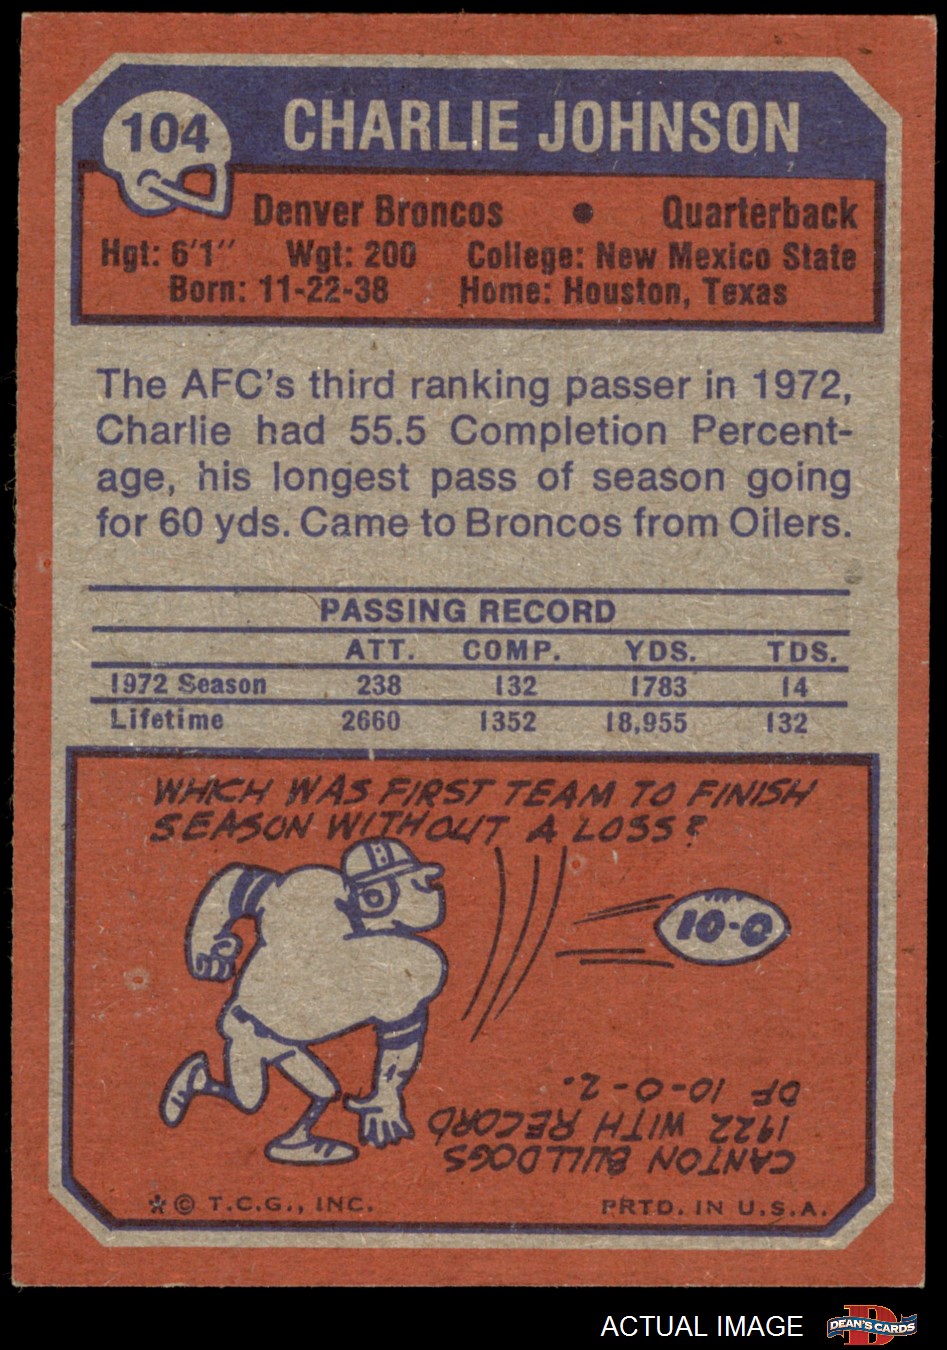 104
CHARLIE JOHNSON
Denver Broncos • Quarterback
Hgt: 6'1" Wgt: 200 College: New Mexico State
Born: 11-22-38 Home: Houston, Texas
The AFC's third ranking passer in 1972,
Charlie had 55.5 Completion Percent-
age, his longest pass of season going
for 60 yds. Came to Broncos from Oilers.
PASSING RECORD
ATT. COMP. YDS. TDS.
1972 Season 238 132 1783 14
Lifetime 2660 1352 18,955 132
WHICH WAS FIRST TEAM TO FINISH
SEASON WITHOUT A LOSS?
10-0
CANTON BULLDOGS
1922 WITH RECORD
OF 10-0-2.
* © T.C.G., INC. PRTD. IN U.S.A.
ACTUAL IMAGE
D
DEAN'S CARDS